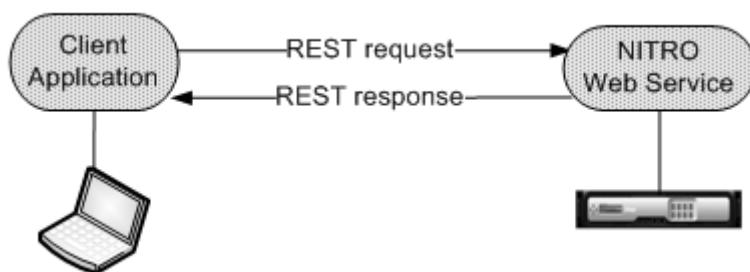 Client
Application
REST request
REST response
NITRO
Web Service